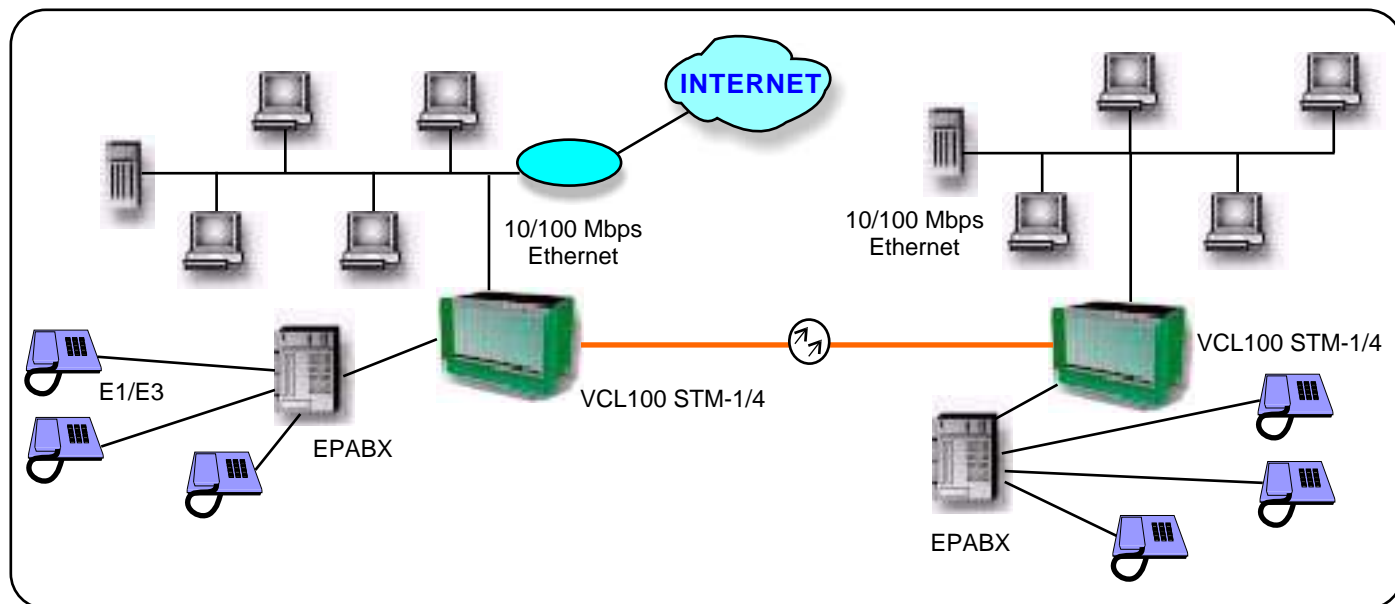 INTERNET
10/100 Mbps
Ethernet
10/100 Mbps
Ethernet
VCL100 STM-1/4
VCL100 STM-1/4
E1/E3
EPABX
EPABX